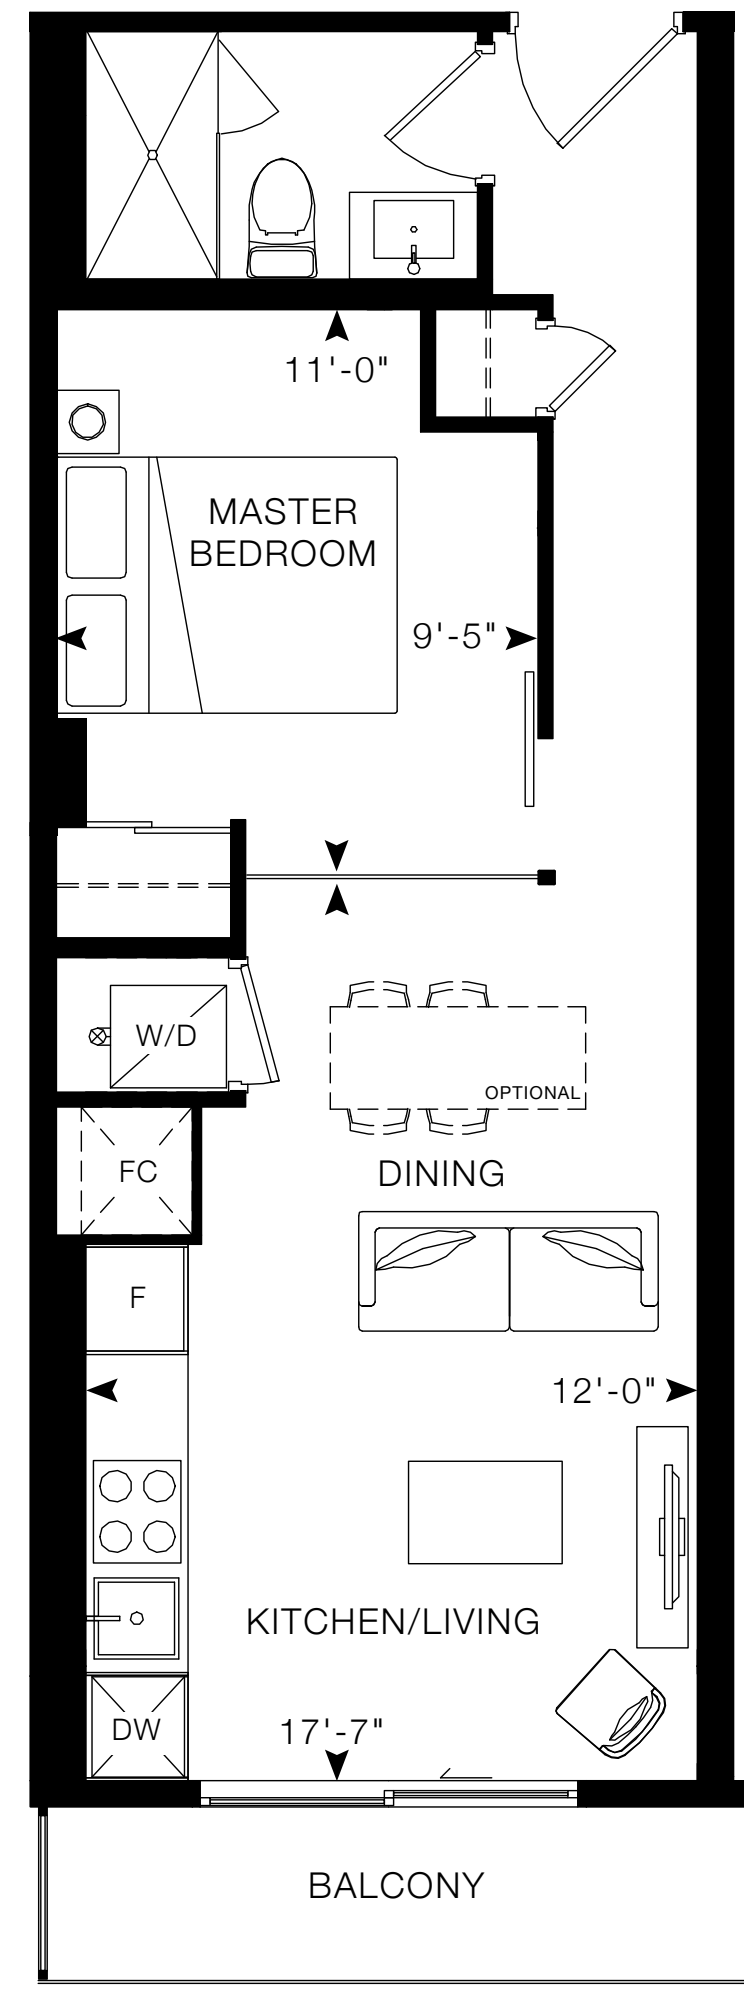 11'-0"
MASTER
BEDROOM
9'-5"
W/D
OPTIONAL
FC
DINING
F
12'-0"
KITCHEN/LIVING
DW
17'-7"
BALCONY